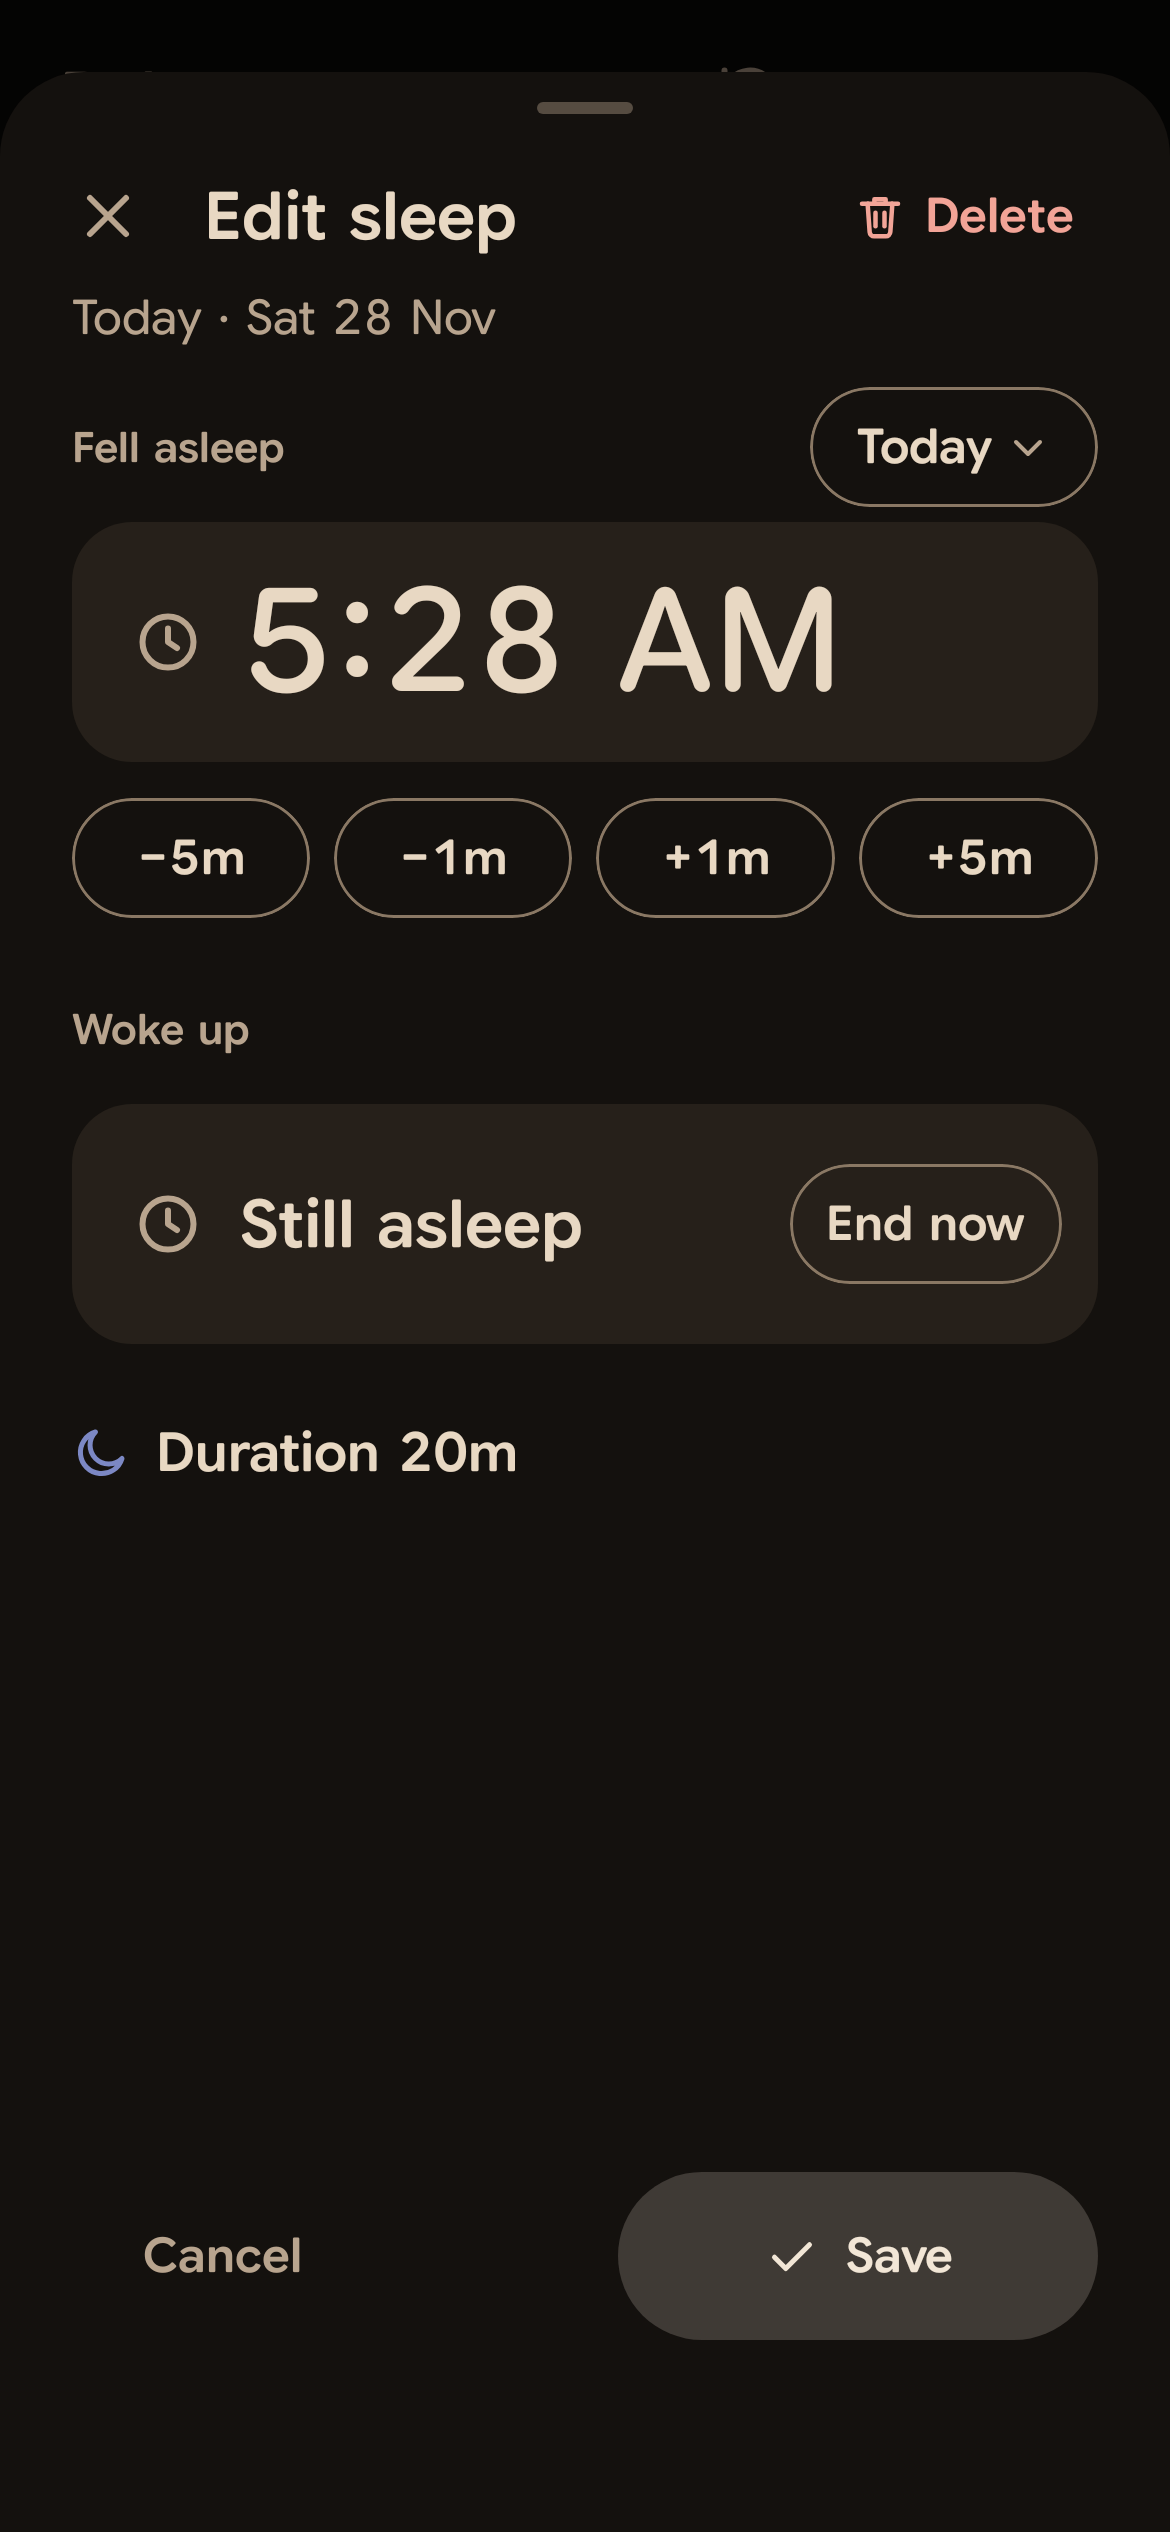 Edit sleep
Delete
Today · Sat 28 Nov
Fell asleep
Today
5:28 AM
−5m
−1m
+1m
+5m
Woke up
Still asleep
End now
Duration 20m
Cancel
Save